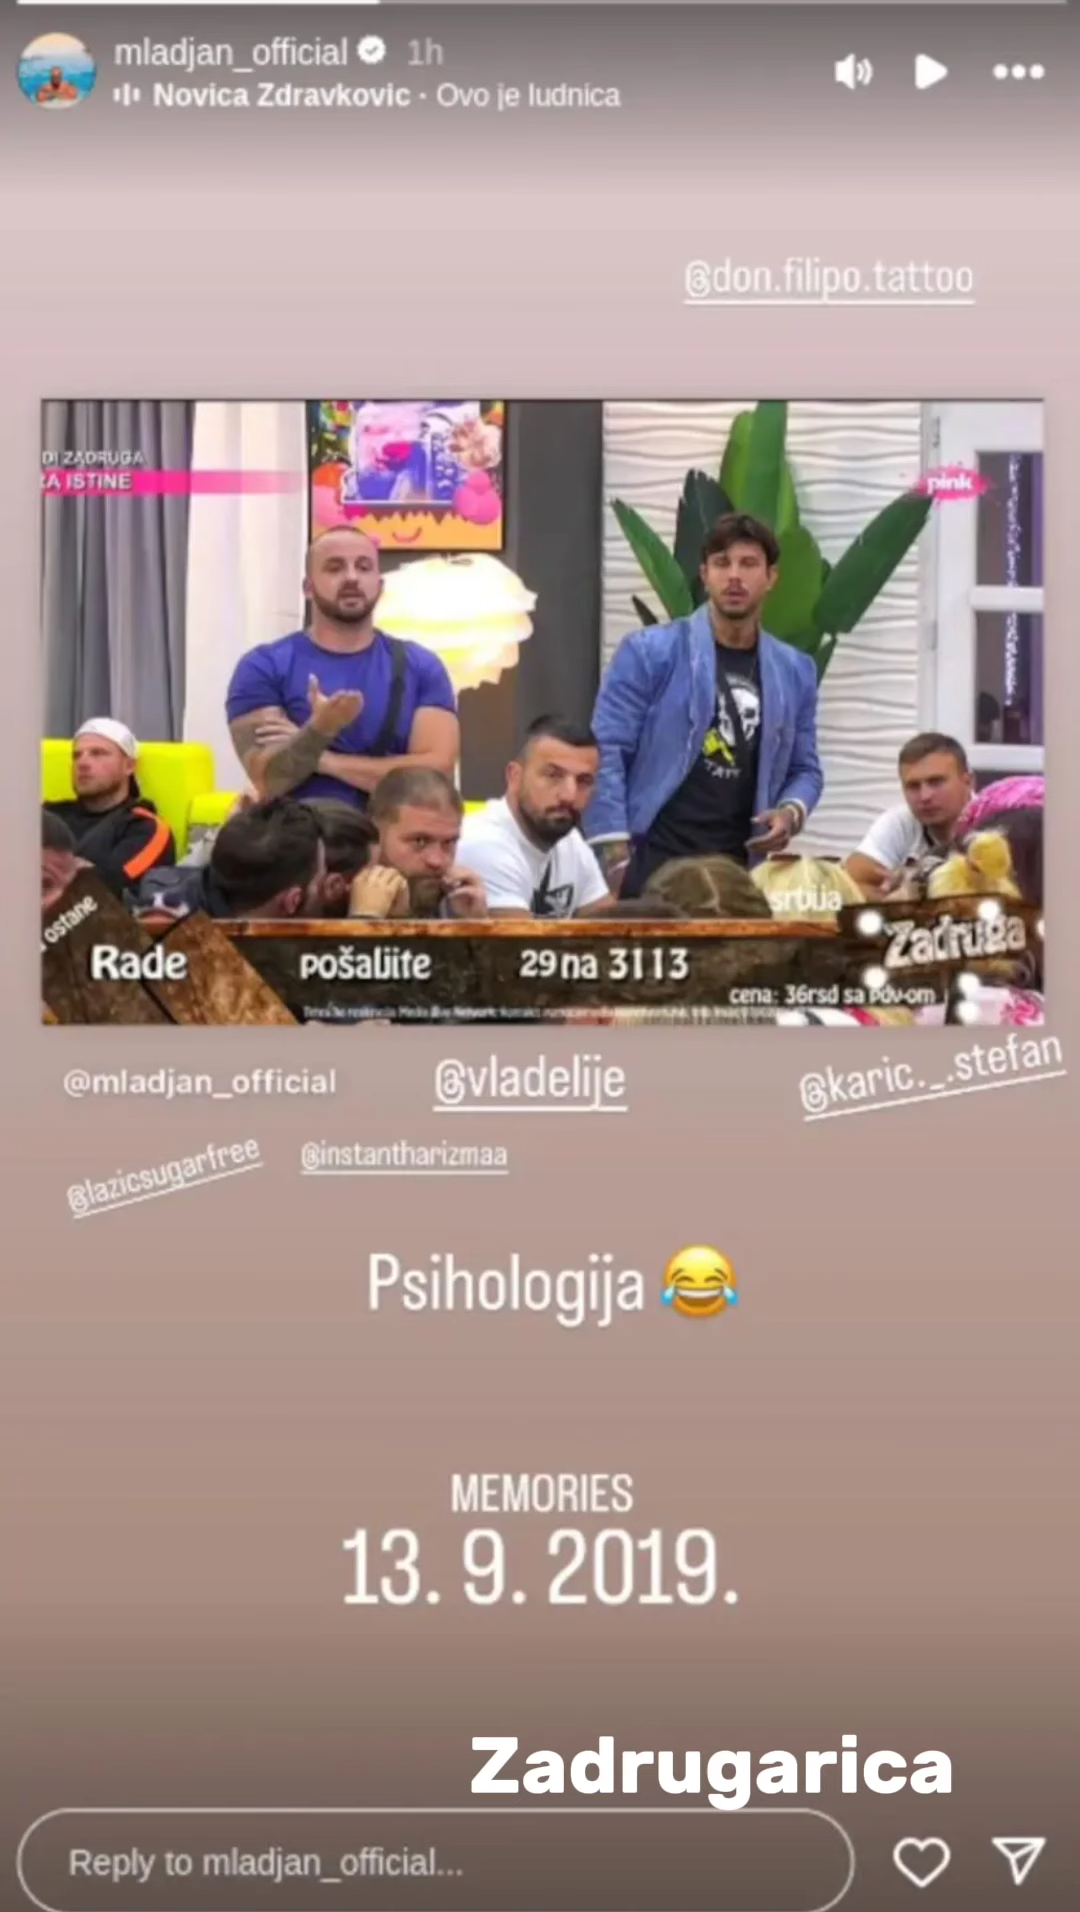 mladjan_official 1h
Novica Zdravkovic · Ovo je ludnica
@don.filipo.tattoo
DI ZADRUGA
A ISTINE
pink
srbija
ostane
Zadruga
Rade pošaljite 29 na 3113
cena: 36rsd sa pdv-om
@mladjan_official @vladelije @karic._.stefan
@lazicsugarfree @instantharizmaa
Psihologija 😂
MEMORIES
13. 9. 2019.
Zadrugarica
Reply to mladjan_official...